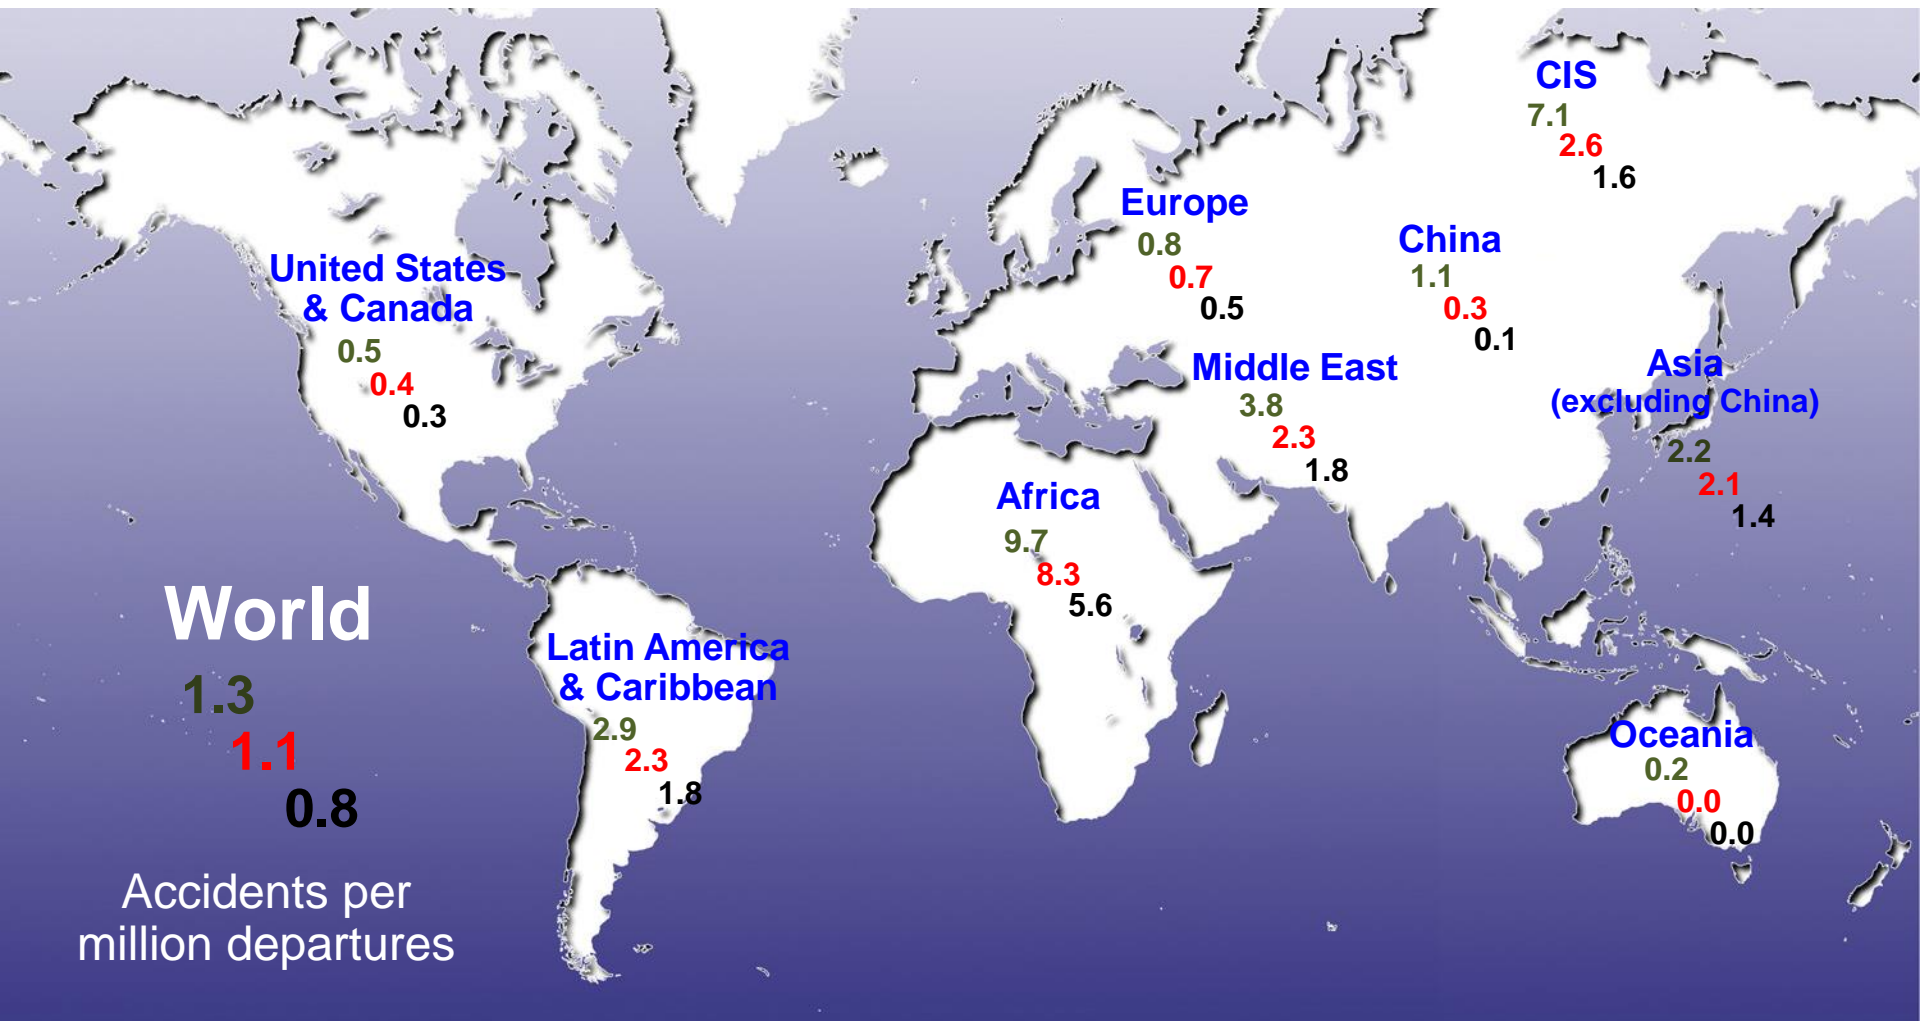 CIS
7.1
2.6
1.6
Europe
0.8
0.7
0.5
China
1.1
0.3
0.1
United States
& Canada
0.5
0.4
0.3
Middle East
3.8
2.3
1.8
Asia
(excluding China)
2.2
2.1
1.4
Africa
9.7
8.3
5.6
World
1.3
1.1
0.8
Accidents per
million departures
Latin America
& Caribbean
2.9
2.3
1.8
Oceania
0.2
0.0
0.0